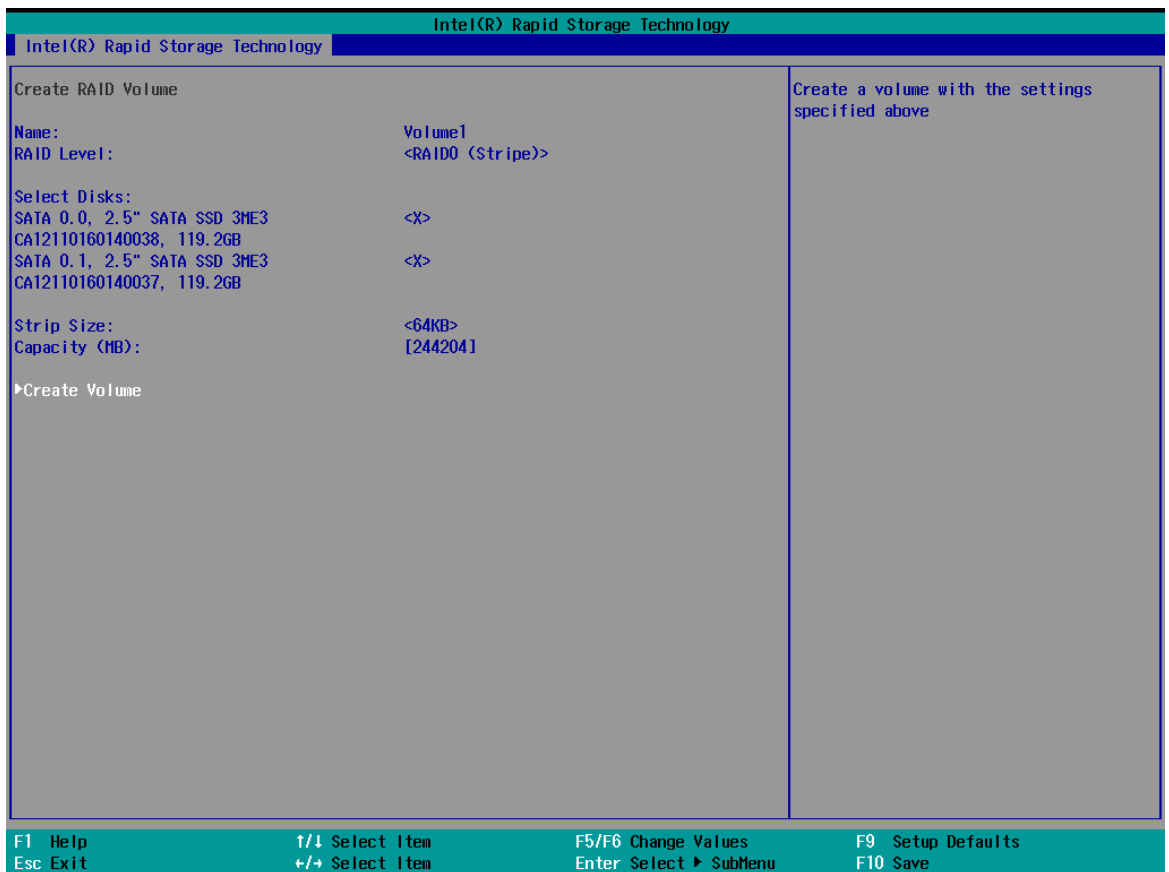 Intel(R) Rapid Storage Technology
Intel(R) Rapid Storage Technology
Create RAID Volume
Create a volume with the settings
specified above
Name: Volume1
RAID Level: <RAID0 (Stripe)>
Select Disks:
SATA 0.0, 2.5" SATA SSD 3ME3 <X>
CA12110160140038, 119.2GB
SATA 0.1, 2.5" SATA SSD 3ME3 <X>
CA12110160140037, 119.2GB
Strip Size: <64KB>
Capacity (MB): [244204]
▶Create Volume
F1 Help ↑/↓ Select Item F5/F6 Change Values F9 Setup Defaults
Esc Exit ←/→ Select Item Enter Select ▶ SubMenu F10 Save